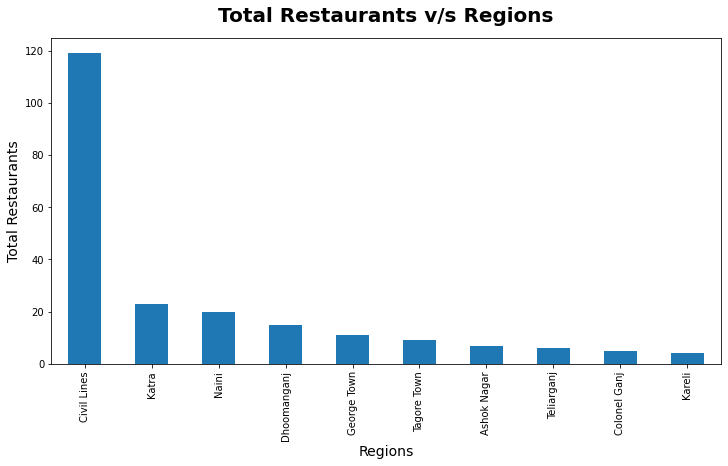 Total Restaurants v/s Regions
Total Restaurants
120
100
80
60
40
20
0
Civil Lines
Katra
Naini
Dhoomanganj
George Town
Tagore Town
Ashok Nagar
Teliarganj
Colonel Ganj
Kareli
Regions